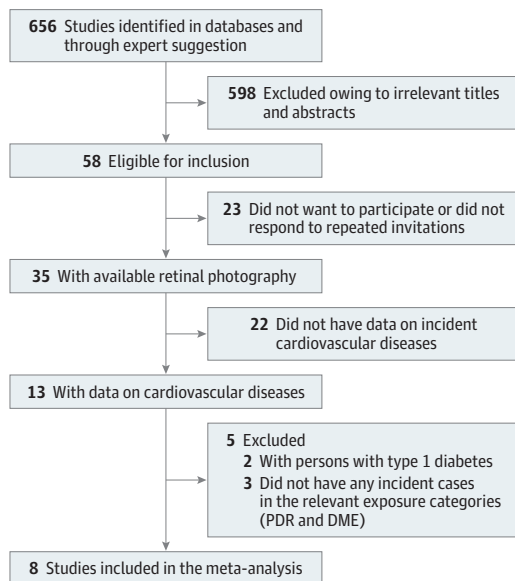 656 Studies identified in databases and
through expert suggestion
598 Excluded owing to irrelevant titles
and abstracts
58 Eligible for inclusion
23 Did not want to participate or did not
respond to repeated invitations
35 With available retinal photography
22 Did not have data on incident
cardiovascular diseases
13 With data on cardiovascular diseases
5 Excluded
2 With persons with type 1 diabetes
3 Did not have any incident cases
in the relevant exposure categories
(PDR and DME)
8 Studies included in the meta-analysis